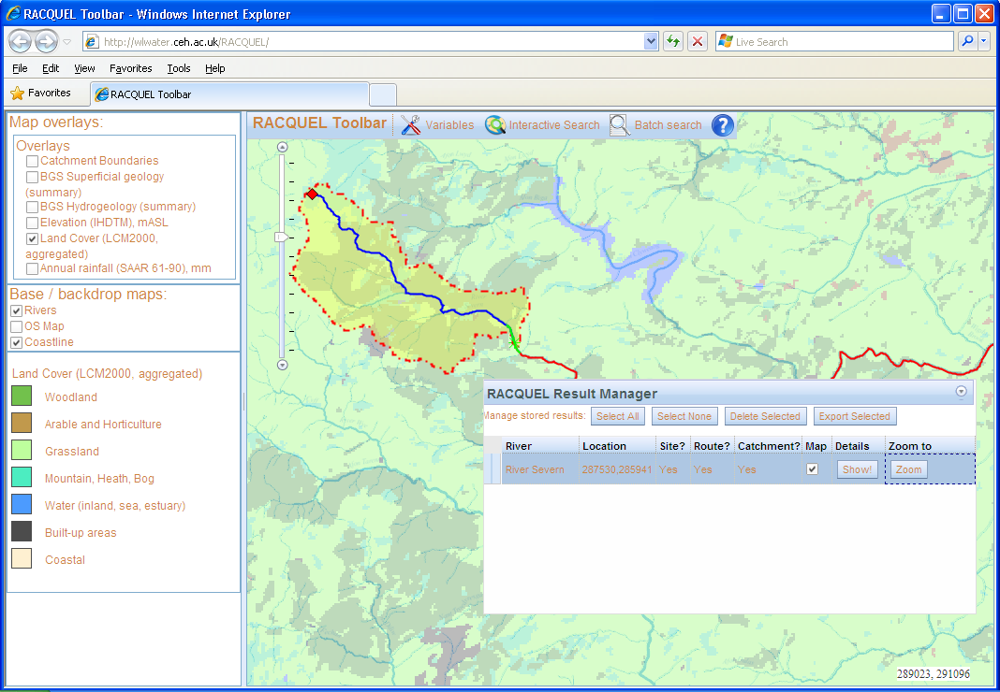 RACQUEL Toolbar - Windows Internet Explorer
http://wlwater.ceh.ac.uk/RACQUEL/
Live Search
File Edit View Favorites Tools Help
Favorites
RACQUEL Toolbar
Map overlays:
Overlays
Catchment Boundaries
BGS Superficial geology
(summary)
BGS Hydrogeology (summary)
Elevation (IHDTM), mASL
Land Cover (LCM2000,
aggregated)
Annual rainfall (SAAR 61-90), mm
Base / backdrop maps:
Rivers
OS Map
Coastline
Land Cover (LCM2000, aggregated)
Woodland
Arable and Horticulture
Grassland
Mountain, Heath, Bog
Water (inland, sea, estuary)
Built-up areas
Coastal
RACQUEL Toolbar Variables Interactive Search Batch search ?
RACQUEL Result Manager
Manage stored results: Select All Select None Delete Selected Export Selected
River Location Site? Route? Catchment? Map Details Zoom to
River Severn 287530,285941 Yes Yes Yes Show! Zoom
289023, 291096